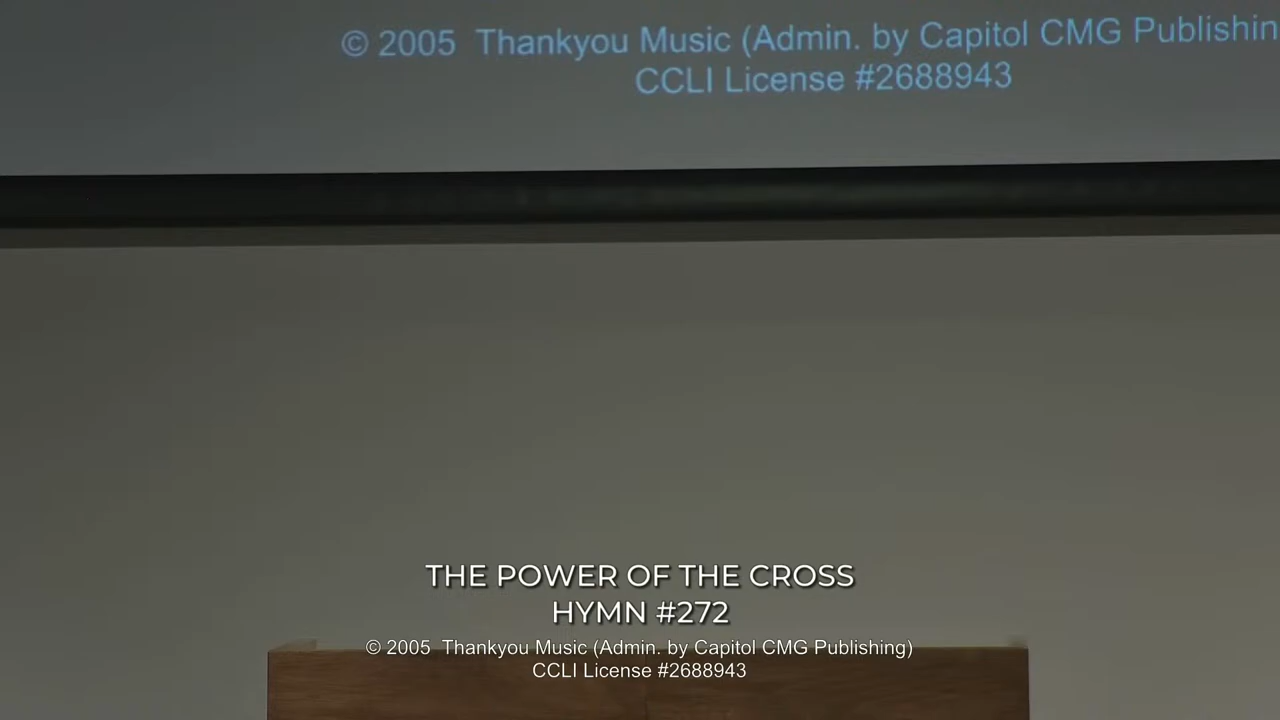 © 2005  Thankyou Music (Admin. by Capitol CMG Publishin
CCLI License #2688943
THE POWER OF THE CROSS
HYMN #272
© 2005  Thankyou Music (Admin. by Capitol CMG Publishing)
CCLI License #2688943